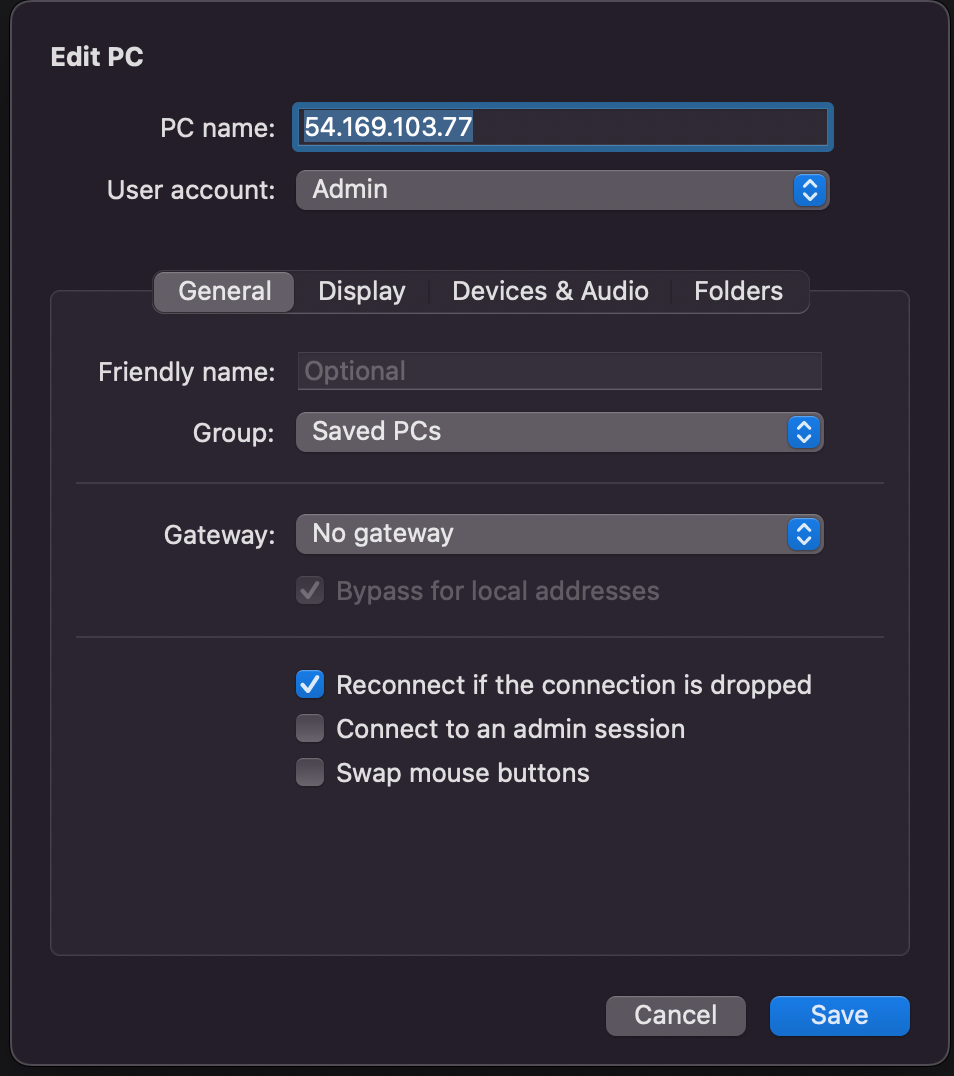 Edit PC
PC name: 54.169.103.77
User account: Admin
General Display Devices & Audio Folders
Friendly name: Optional
Group: Saved PCs
Gateway: No gateway
Bypass for local addresses
Reconnect if the connection is dropped
Connect to an admin session
Swap mouse buttons
Cancel Save